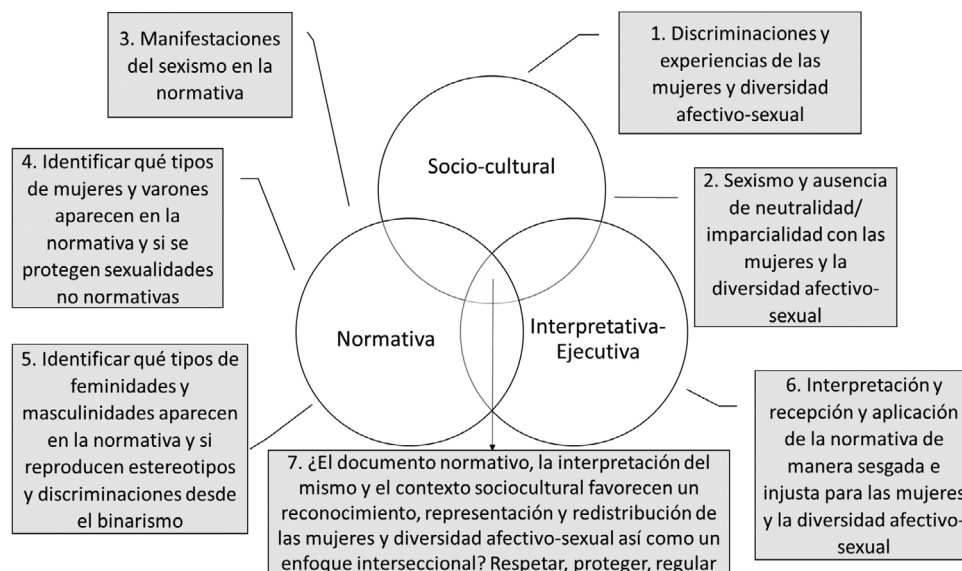 3. Manifestaciones
del sexismo en la
normativa
1. Discriminaciones y
experiencias de las
mujeres y diversidad
afectivo-sexual
Socio-cultural
4. Identificar qué tipos
de mujeres y varones
aparecen en la
normativa y si se
protegen sexualidades
no normativas
2. Sexismo y ausencia
de neutralidad/
imparcialidad con las
mujeres y la
diversidad afectivo-
sexual
Normativa
Interpretativa-
Ejecutiva
5. Identificar qué tipos de
feminidades y
masculinidades aparecen
en la normativa y si
reproducen estereotipos
y discriminaciones desde
el binarismo
6. Interpretación y
recepción y aplicación
de la normativa de
manera sesgada e
injusta para las mujeres
y la diversidad afectivo-
sexual
7. ¿El documento normativo, la interpretación del
mismo y el contexto sociocultural favorecen un
reconocimiento, representación y redistribución de
las mujeres y diversidad afectivo-sexual así como un
enfoque interseccional? Respetar, proteger, regular